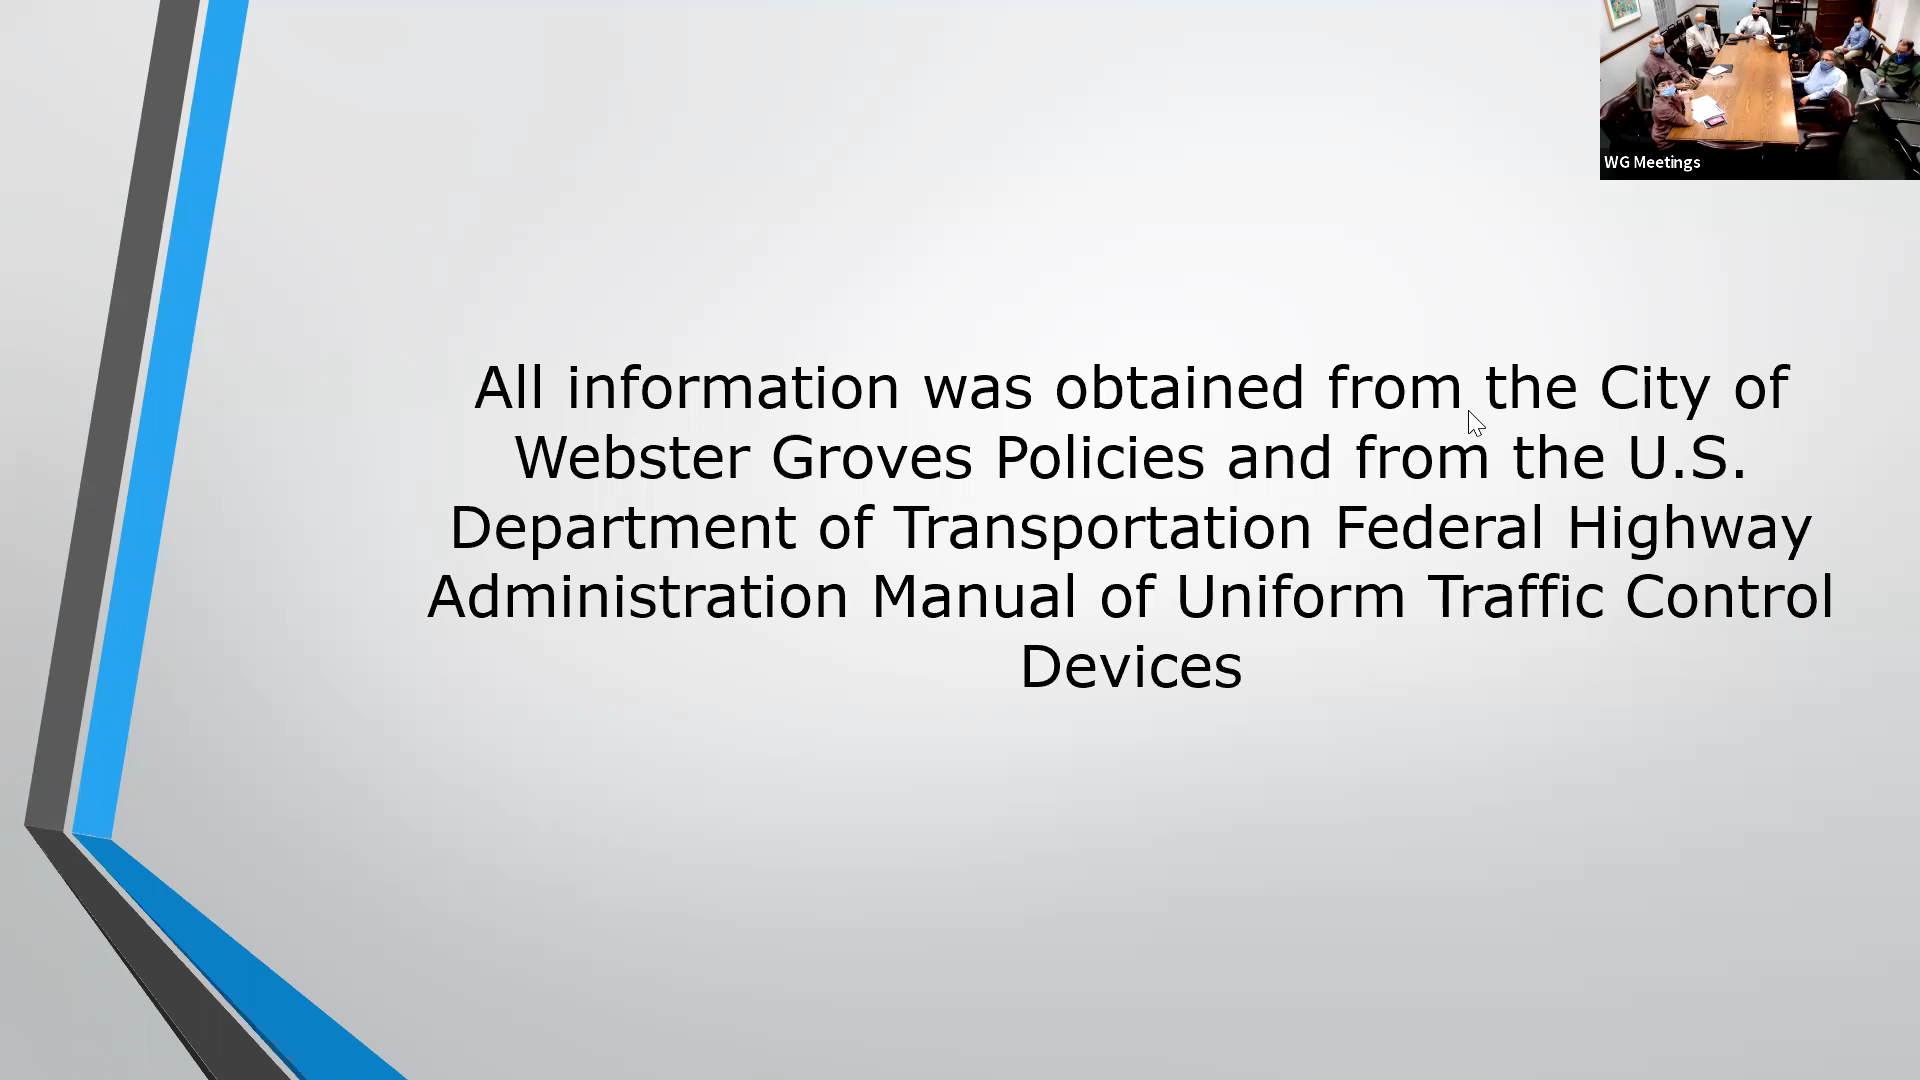 WG Meetings
All information was obtained from the City of
Webster Groves Policies and from the U.S.
Department of Transportation Federal Highway
Administration Manual of Uniform Traffic Control
Devices